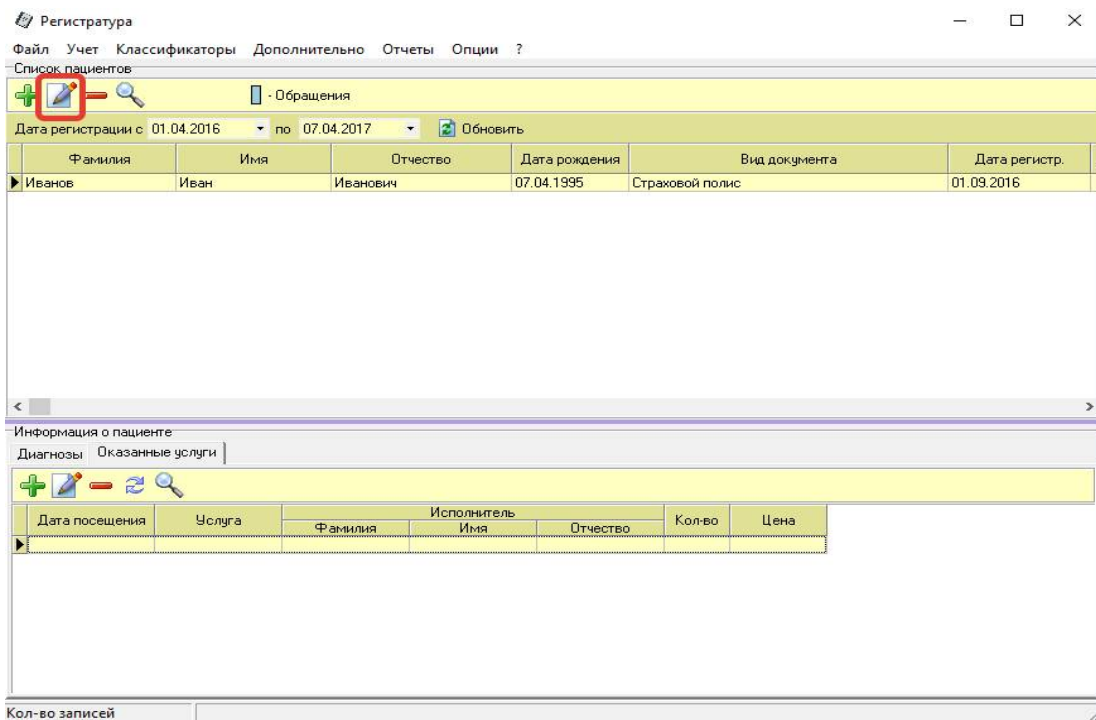 Регистратура
Файл Учет Классификаторы Дополнительно Отчеты Опции ?
Список пациентов
- Обращения
Дата регистрации с 01.04.2016 по 07.04.2017 Обновить
Фамилия Имя Отчество Дата рождения Вид документа Дата регистр.
Иванов Иван Иванович 07.04.1995 Страховой полис 01.09.2016
Информация о пациенте
Диагнозы Оказанные услуги
Дата посещения Услуга Исполнитель Кол-во Цена
Фамилия Имя Отчество
Кол-во записей